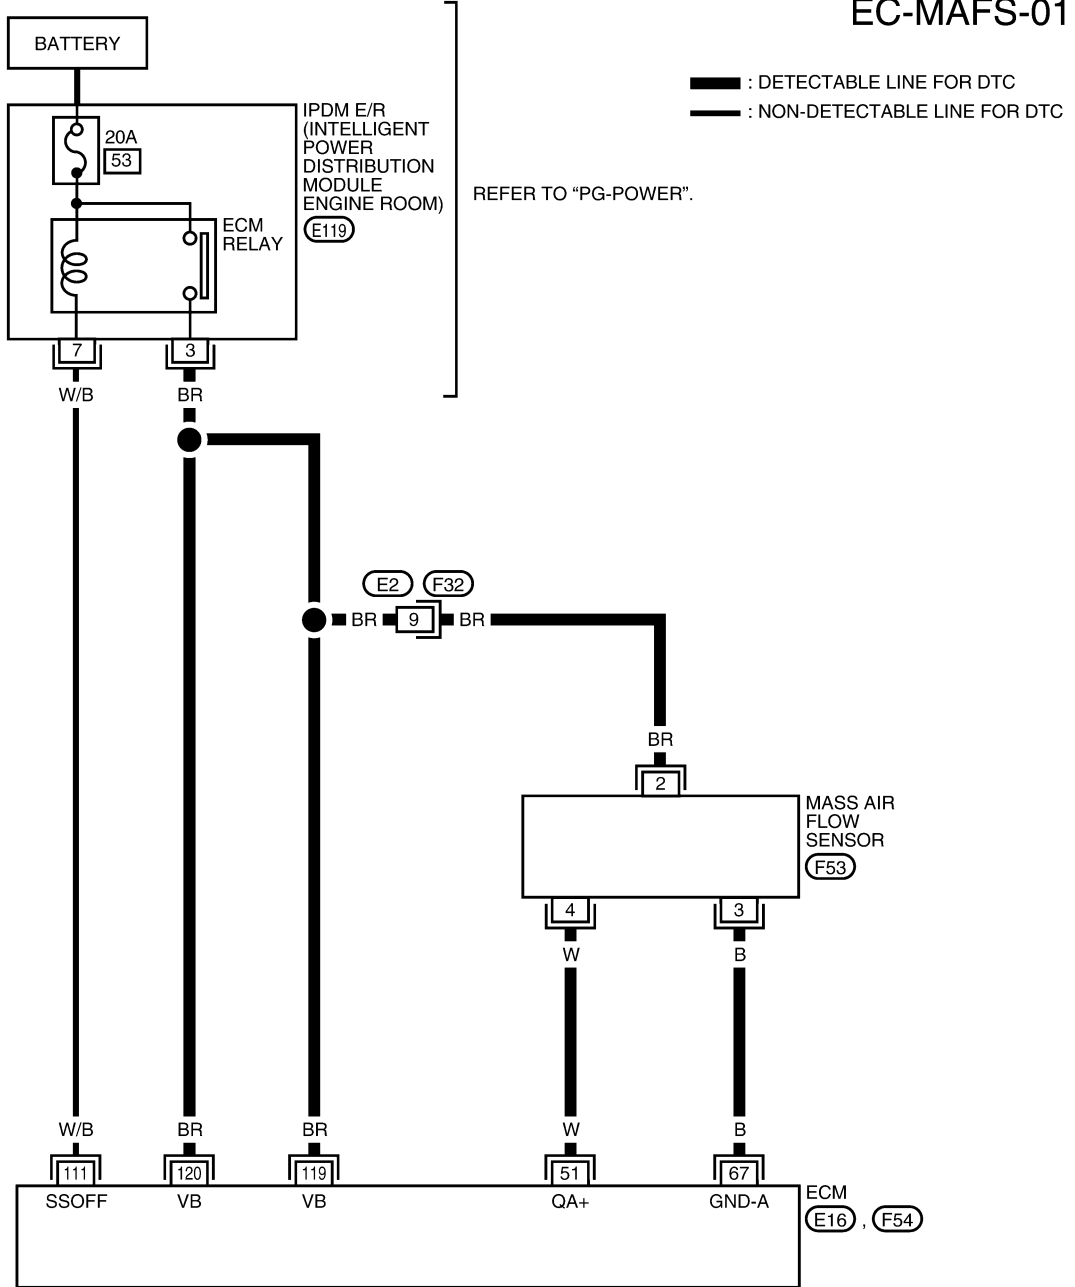 EC-MAFS-01
BATTERY
: DETECTABLE LINE FOR DTC
: NON-DETECTABLE LINE FOR DTC
20A
53
IPDM E/R
(INTELLIGENT
POWER
DISTRIBUTION
MODULE
ENGINE ROOM)
E119
REFER TO “PG-POWER”.
ECM
RELAY
7
3
W/B
BR
E2
F32
BR
9
BR
BR
2
MASS AIR
FLOW
SENSOR
F53
4
3
W
B
W/B
BR
BR
W
B
111
120
119
51
67
SSOFF
VB
VB
QA+
GND-A
ECM
E16 , F54